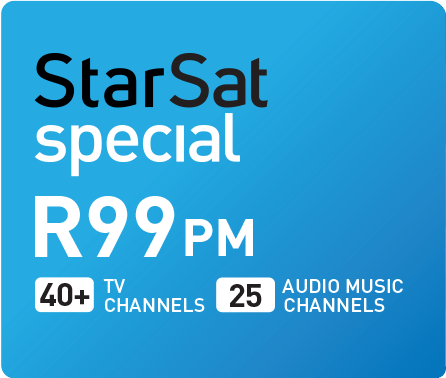 StarSat
special
R99 PM
40+ TV CHANNELS
25 AUDIO MUSIC CHANNELS